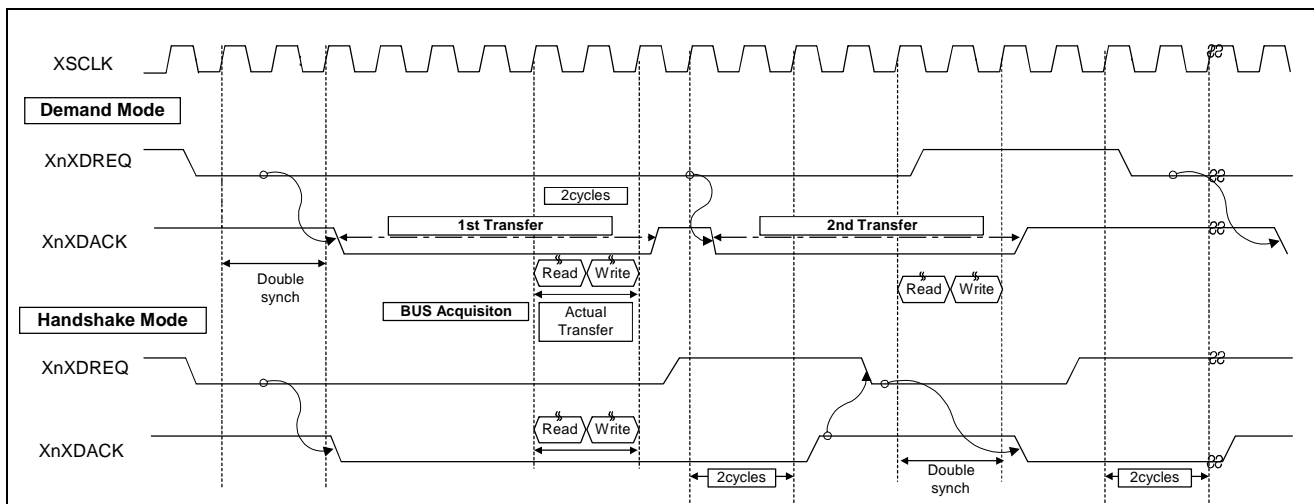 XSCLK
Demand Mode
XnXDREQ
2cycles
1st Transfer
2nd Transfer
XnXDACK
Double
synch
Read Write
Read Write
BUS Acquisiton
Actual
Transfer
Handshake Mode
XnXDREQ
Read Write
XnXDACK
2cycles
Double
synch
2cycles